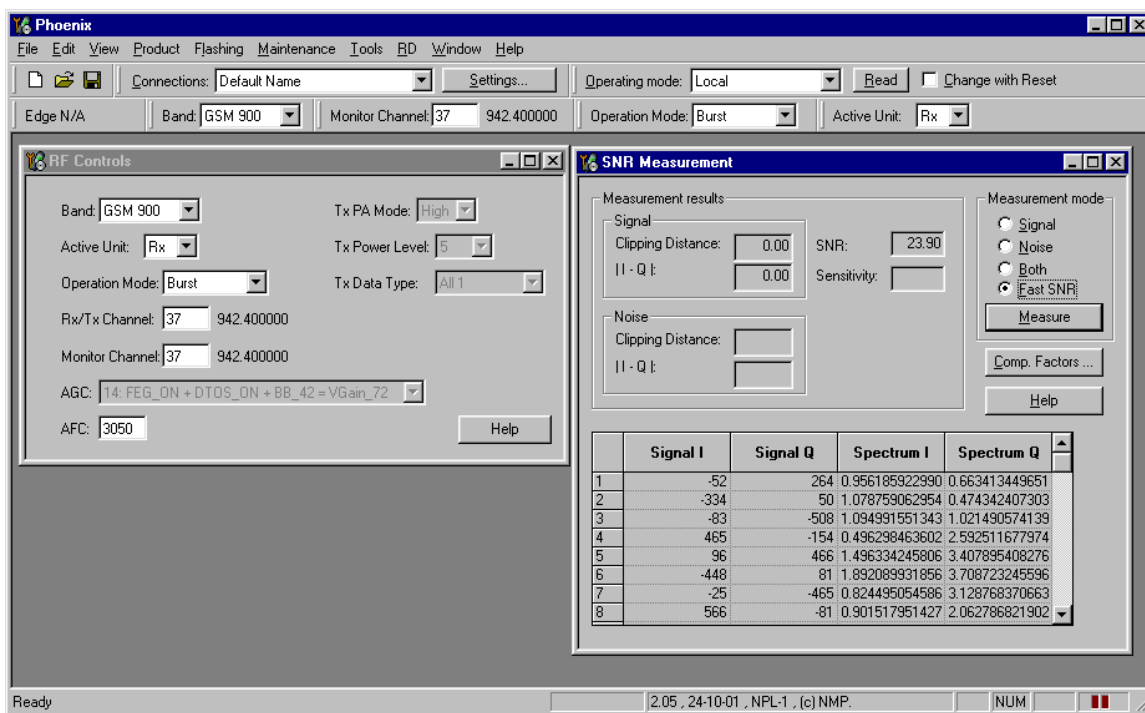 Phoenix
File Edit View Product Flashing Maintenance Tools RD Window Help
Connections: Default Name Settings... Operating mode: Local Read Change with Reset
Edge N/A Band: GSM 900 Monitor Channel: 37 942.400000 Operation Mode: Burst Active Unit: Rx
RF Controls
Band: GSM 900 Tx PA Mode: High
Active Unit: Rx Tx Power Level: 5
Operation Mode: Burst Tx Data Type: All 1
Rx/Tx Channel: 37 942.400000
Monitor Channel: 37 942.400000
AGC: 14: FEG_ON + DTOS_ON + BB_42 = VGain_72
AFC: 3050 Help
SNR Measurement
Measurement results
Signal
Clipping Distance: 0.00 SNR: 23.90
| I - Q |: 0.00 Sensitivity:
Noise
Clipping Distance:
| I - Q |:
Measurement mode
Signal
Noise
Both
Fast SNR
Measure
Comp. Factors ...
Help
Signal I Signal Q Spectrum I Spectrum Q
1 -52 264 0.956185922990 0.663413449651
2 -334 50 1.078759062954 0.474342407303
3 -83 -508 1.094991551343 1.021490574139
4 465 -154 0.496298463602 2.592511677974
5 96 466 1.496334245806 3.407895408276
6 -448 81 1.892089931856 3.708723245596
7 -25 -465 0.824495054586 3.128768370663
8 566 -81 0.901517951427 2.062786821902
Ready 2.05 , 24-10-01 , NPL-1 , (c) NMP. NUM